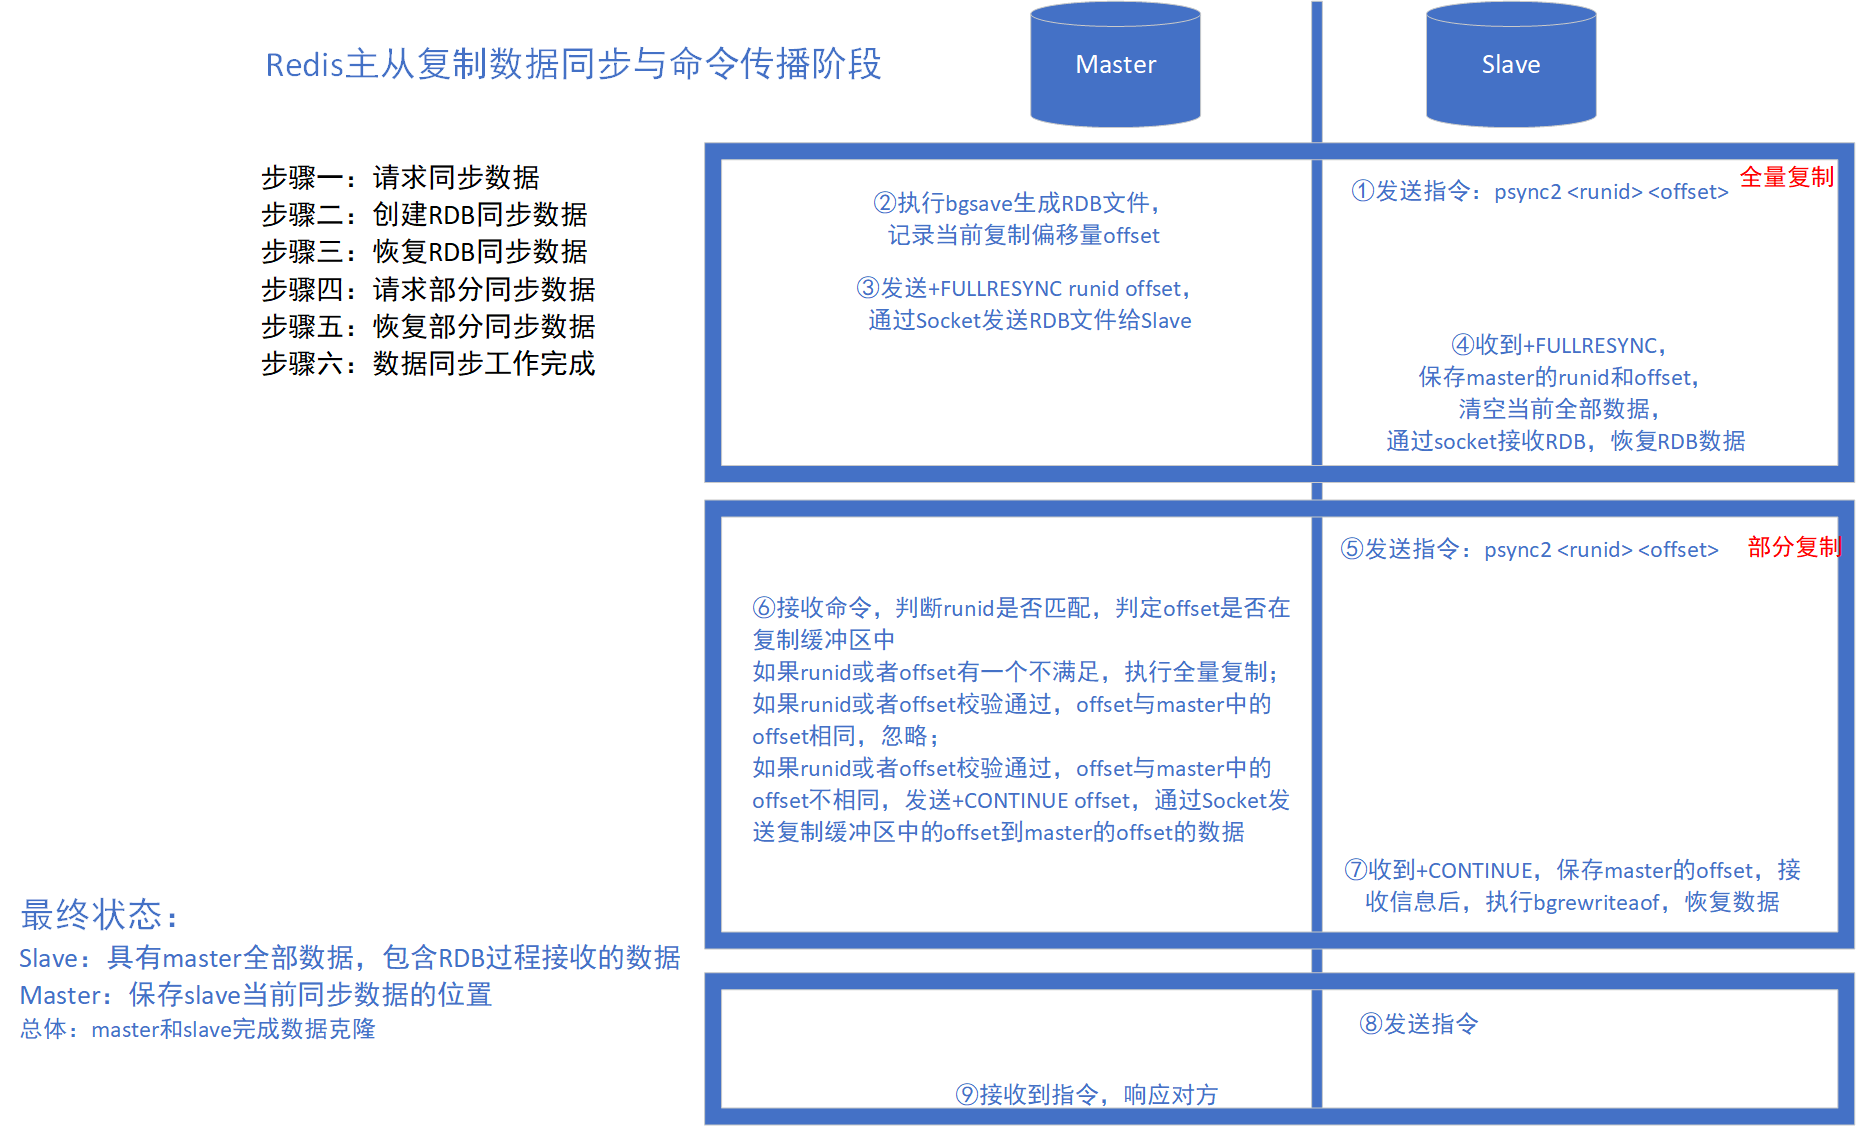 Redis主从复制数据同步与命令传播阶段
Master
Slave
步骤一：请求同步数据
步骤二：创建RDB同步数据
步骤三：恢复RDB同步数据
步骤四：请求部分同步数据
步骤五：恢复部分同步数据
步骤六：数据同步工作完成
全量复制
①发送指令：psync2 <runid> <offset>
②执行bgsave生成RDB文件，
记录当前复制偏移量offset
③发送+FULLRESYNC runid offset，
通过Socket发送RDB文件给Slave
④收到+FULLRESYNC，
保存master的runid和offset，
清空当前全部数据，
通过socket接收RDB，恢复RDB数据
⑤发送指令：psync2 <runid> <offset>
部分复制
⑥接收命令，判断runid是否匹配，判定offset是否在
复制缓冲区中
如果runid或者offset有一个不满足，执行全量复制；
如果runid或者offset校验通过，offset与master中的
offset相同，忽略；
如果runid或者offset校验通过，offset与master中的
offset不相同，发送+CONTINUE offset，通过Socket发
送复制缓冲区中的offset到master的offset的数据
⑦收到+CONTINUE，保存master的offset，接
收信息后，执行bgrewriteaof，恢复数据
最终状态：
Slave：具有master全部数据，包含RDB过程接收的数据
Master：保存slave当前同步数据的位置
总体：master和slave完成数据克隆
⑧发送指令
⑨接收到指令，响应对方